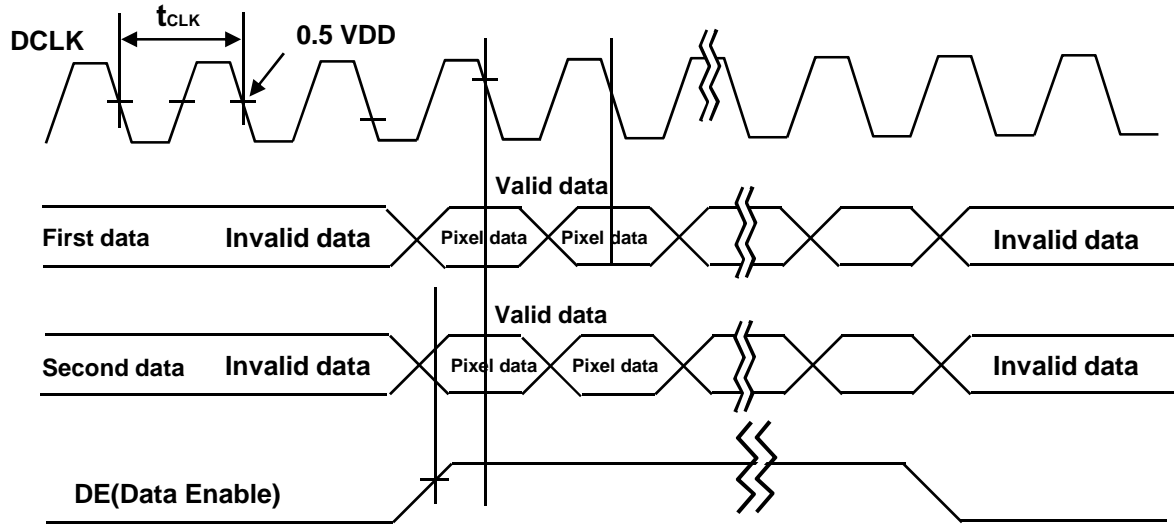 tCLK
DCLK
0.5 VDD
Valid data
First data
Invalid data
Pixel data
Pixel data
Invalid data
Valid data
Second data
Invalid data
Pixel data
Pixel data
Invalid data
DE(Data Enable)